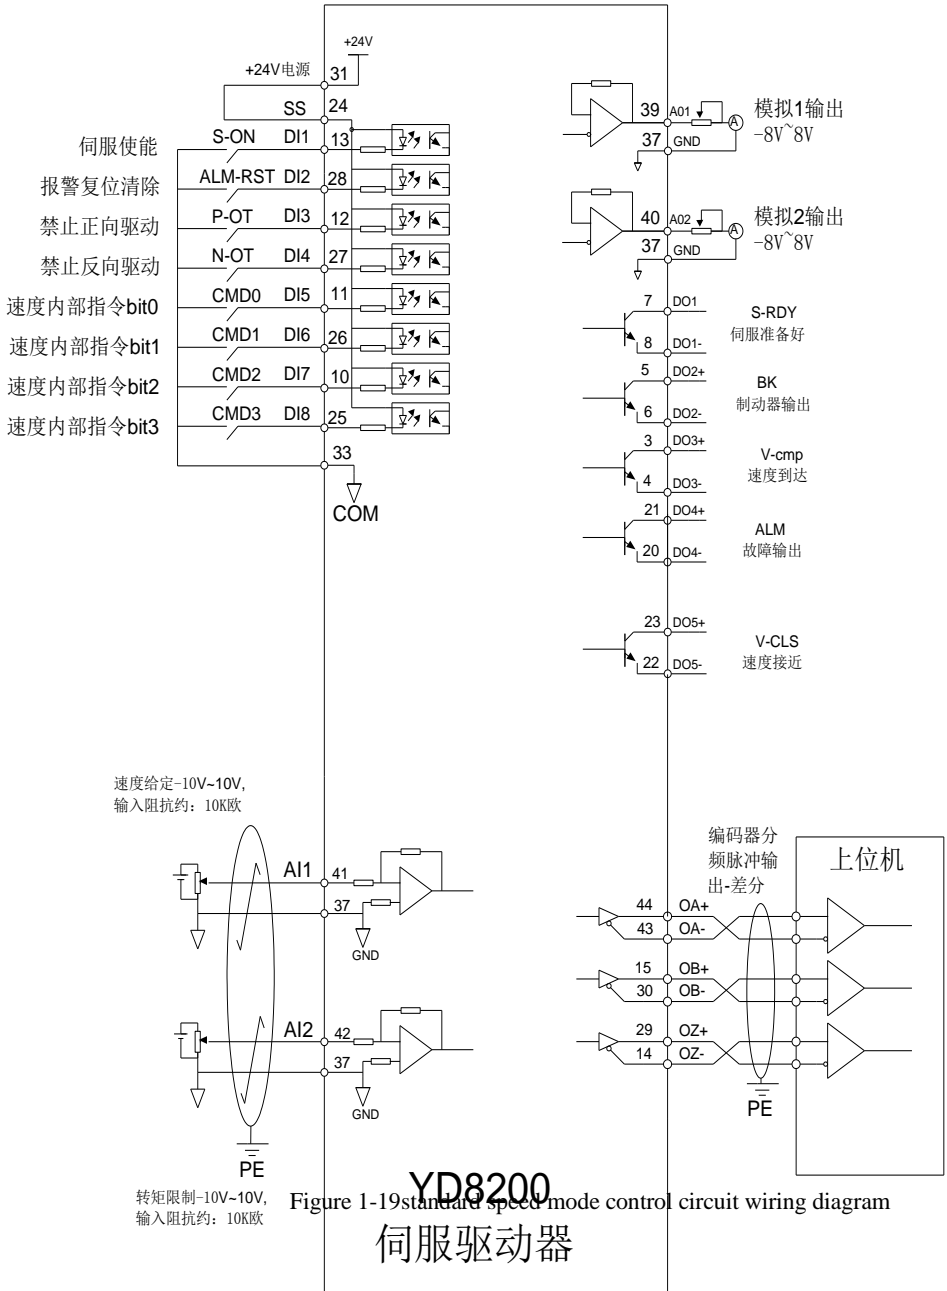 +24V
+24V电源 31
SS 24
伺服使能 S-ON DI1 13
报警复位清除 ALM-RST DI2 28
禁止正向驱动 P-OT DI3 12
禁止反向驱动 N-OT DI4 27
速度内部指令bit0 CMD0 DI5 11
速度内部指令bit1 CMD1 DI6 26
速度内部指令bit2 CMD2 DI7 10
速度内部指令bit3 CMD3 DI8 25
33
COM
39 A01 A 模拟1输出
-8V~8V
37 GND
40 A02 A 模拟2输出
-8V~8V
37 GND
7 DO1
S-RDY
伺服准备好
8 DO1-
5 DO2+
BK
制动器输出
6 DO2-
3 DO3+
V-cmp
速度到达
4 DO3-
21 DO4+
ALM
故障输出
20 DO4-
23 DO5+
V-CLS
速度接近
22 DO5-
速度给定-10V~10V,
输入阻抗约：10K欧
AI1 41
37
GND
AI2 42
37
GND
PE
转矩限制-10V~10V,
输入阻抗约：10K欧
编码器分
频脉冲输
出-差分
上位机
44 OA+
43 OA-
15 OB+
30 OB-
29 OZ+
14 OZ-
PE
YD8200
Figure 1-19standard speed mode control circuit wiring diagram
伺服驱动器